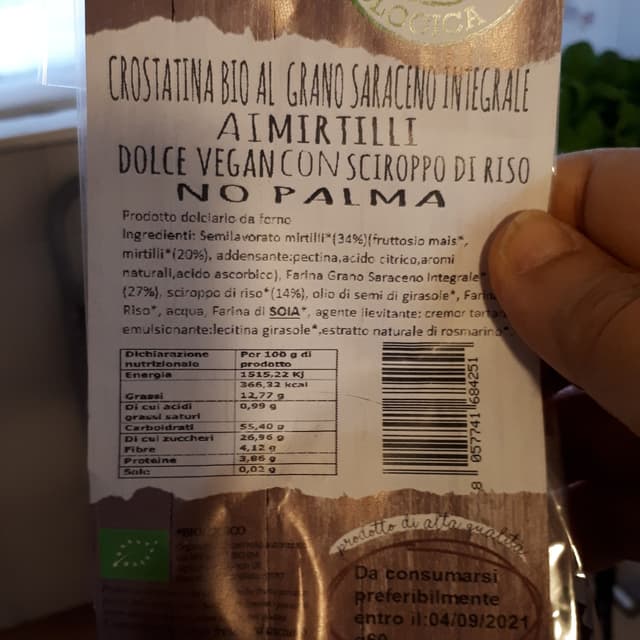 OLOGICA
CROSTATINA BIO AL GRANO SARACENO INTEGRALE
AI MIRTILLI
DOLCE VEGAN CON SCIROPPO DI RISO
NO PALMA
Prodotto dolciario da forno
Ingredienti: Semilavorato mirtilli*(34%)(fruttosio mais*,
mirtilli*(20%), addensante:pectina,acido citrico,aromi
naturali,acido ascorbico), Farina Grano Saraceno Integrale*
(27%), sciroppo di riso*(14%), olio di semi di girasole*, Farina
Riso*, acqua, Farina di SOIA*, agente lievitante: cremor tartaro
emulsionante:lecitina girasole*,estratto naturale di rosmarino*.
Dichiarazione nutrizionale Per 100 g di prodotto
Energia 1515,22 Kj
366,32 kcal
Grassi 12,77 g
Di cui acidi grassi saturi 0,99 g
Carboidrati 55,40 g
Di cui zuccheri 26,96 g
Fibre 4,12 g
Proteine 3,86 g
Sale 0,02 g
8 057741 684251
*BIOLOGICO
prodotto di alta qualità
Da consumarsi
preferibilmente
entro il:04/09/2021